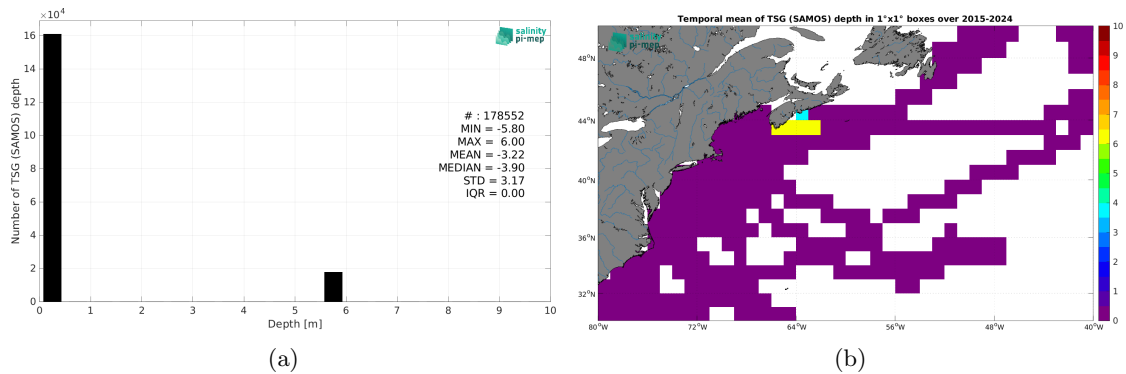 ×10⁴
16
14
12
10
8
6
4
2
0
Number of TSG (SAMOS) depth
salinity
pi-mep
# : 178552
MIN = -5.80
MAX = 6.00
MEAN = -3.22
MEDIAN = -3.90
STD = 3.17
IQR = 0.00
0 1 2 3 4 5 6 7 8 9 10
Depth [m]
(a)
Temporal mean of TSG (SAMOS) depth in 1°x1° boxes over 2015-2024
salinity
pi-mep
48°N
44°N
40°N
36°N
32°N
80°W 72°W 64°W 56°W 48°W 40°W
10
9
8
7
6
5
4
3
2
1
0
(b)